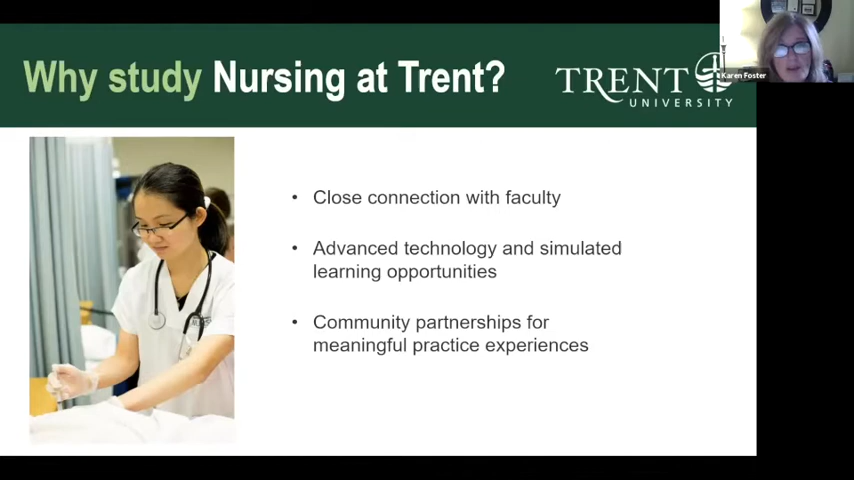 Why study Nursing at Trent?
TRENT
UNIVERSITY
Karen Foster
• Close connection with faculty
• Advanced technology and simulated
learning opportunities
• Community partnerships for
meaningful practice experiences